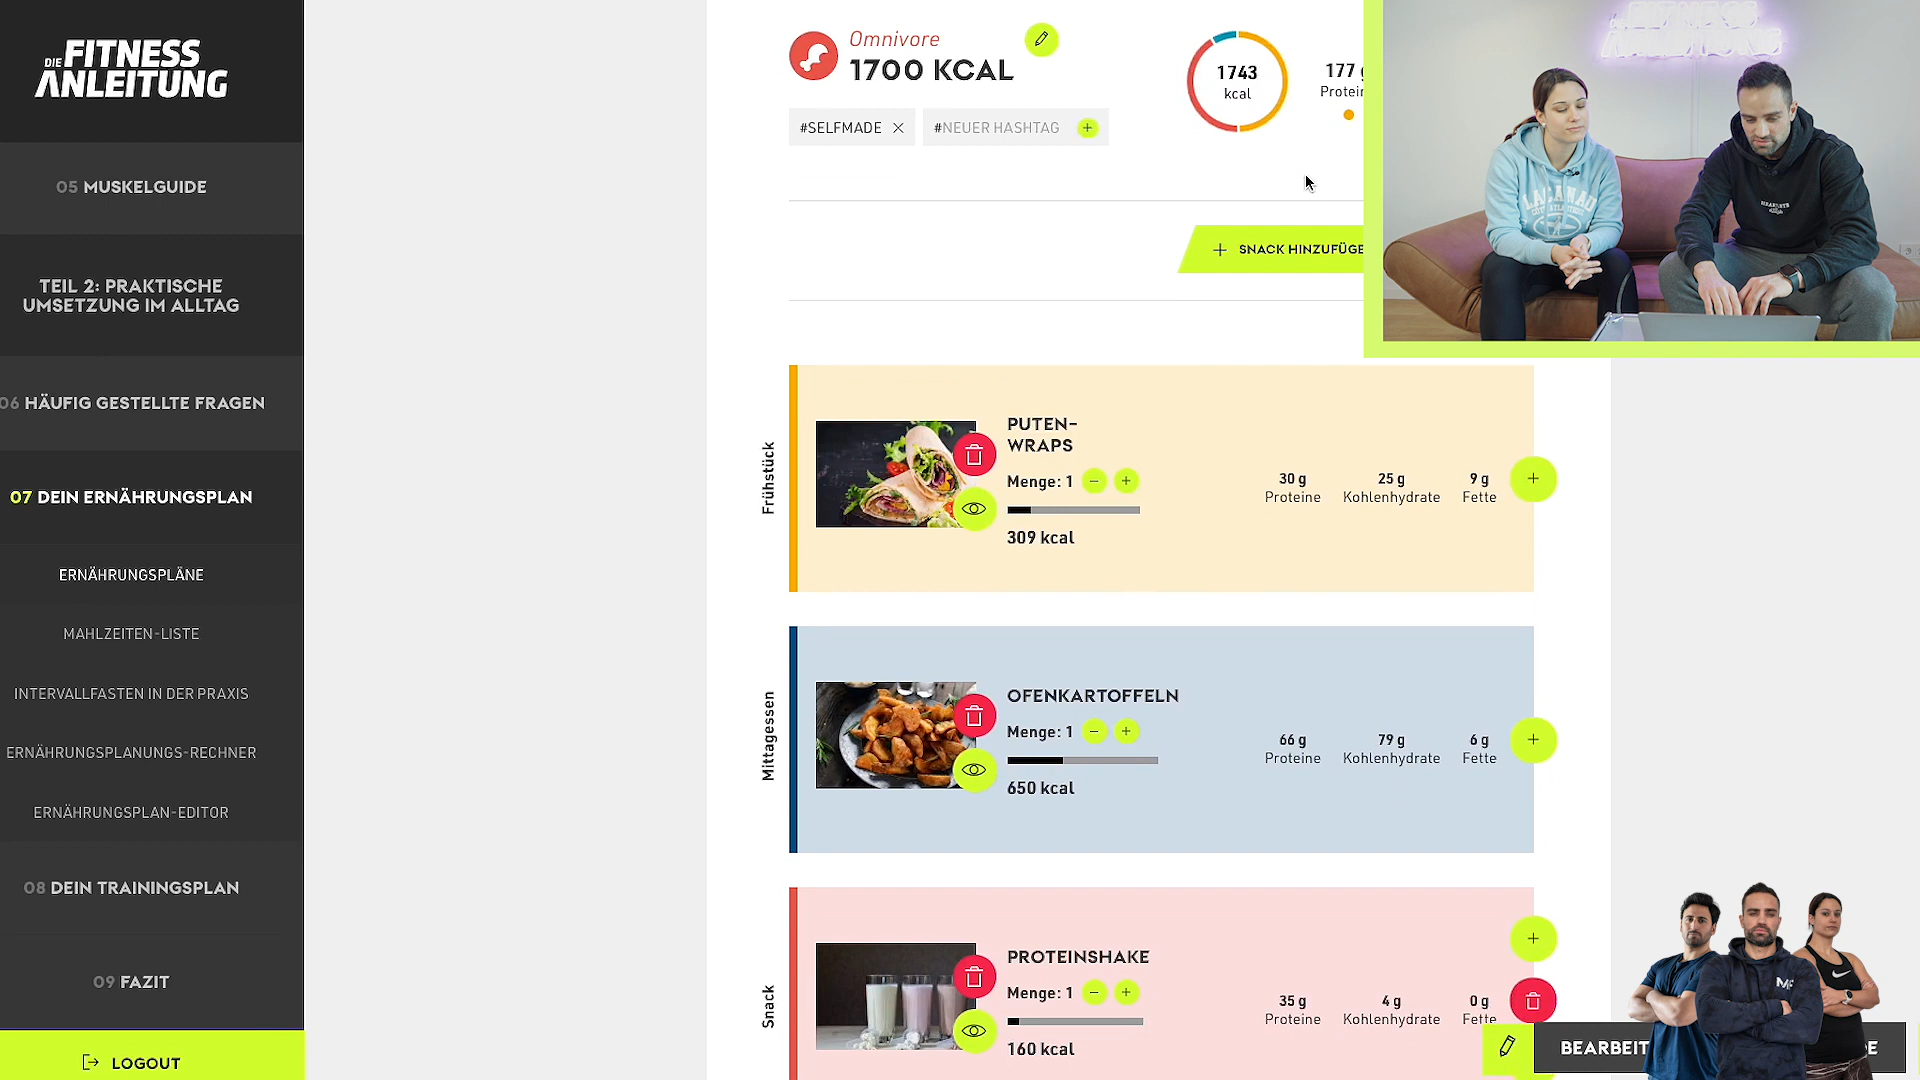 DIE FITNESS
ANLEITUNG
05 MUSKELGUIDE
TEIL 2: PRAKTISCHE
UMSETZUNG IM ALLTAG
06 HÄUFIG GESTELLTE FRAGEN
07 DEIN ERNÄHRUNGSPLAN
ERNÄHRUNGSPLÄNE
MAHLZEITEN-LISTE
INTERVALLFASTEN IN DER PRAXIS
ERNÄHRUNGSPLANUNGS-RECHNER
ERNÄHRUNGSPLAN-EDITOR
08 DEIN TRAININGSPLAN
09 FAZIT
LOGOUT
Omnivore
1700 KCAL
#SELFMADE
#NEUER HASHTAG
1743
kcal
177 g
Protein
SNACK HINZUFÜGE
LACANAU
Frühstück
PUTEN-
WRAPS
Menge: 1
309 kcal
30 g
Proteine
25 g
Kohlenhydrate
9 g
Fette
Mittagessen
OFENKARTOFFELN
Menge: 1
650 kcal
66 g
Proteine
79 g
Kohlenhydrate
6 g
Fette
Snack
PROTEINSHAKE
Menge: 1
160 kcal
35 g
Proteine
4 g
Kohlenhydrate
0 g
Fette
BEARBEIT